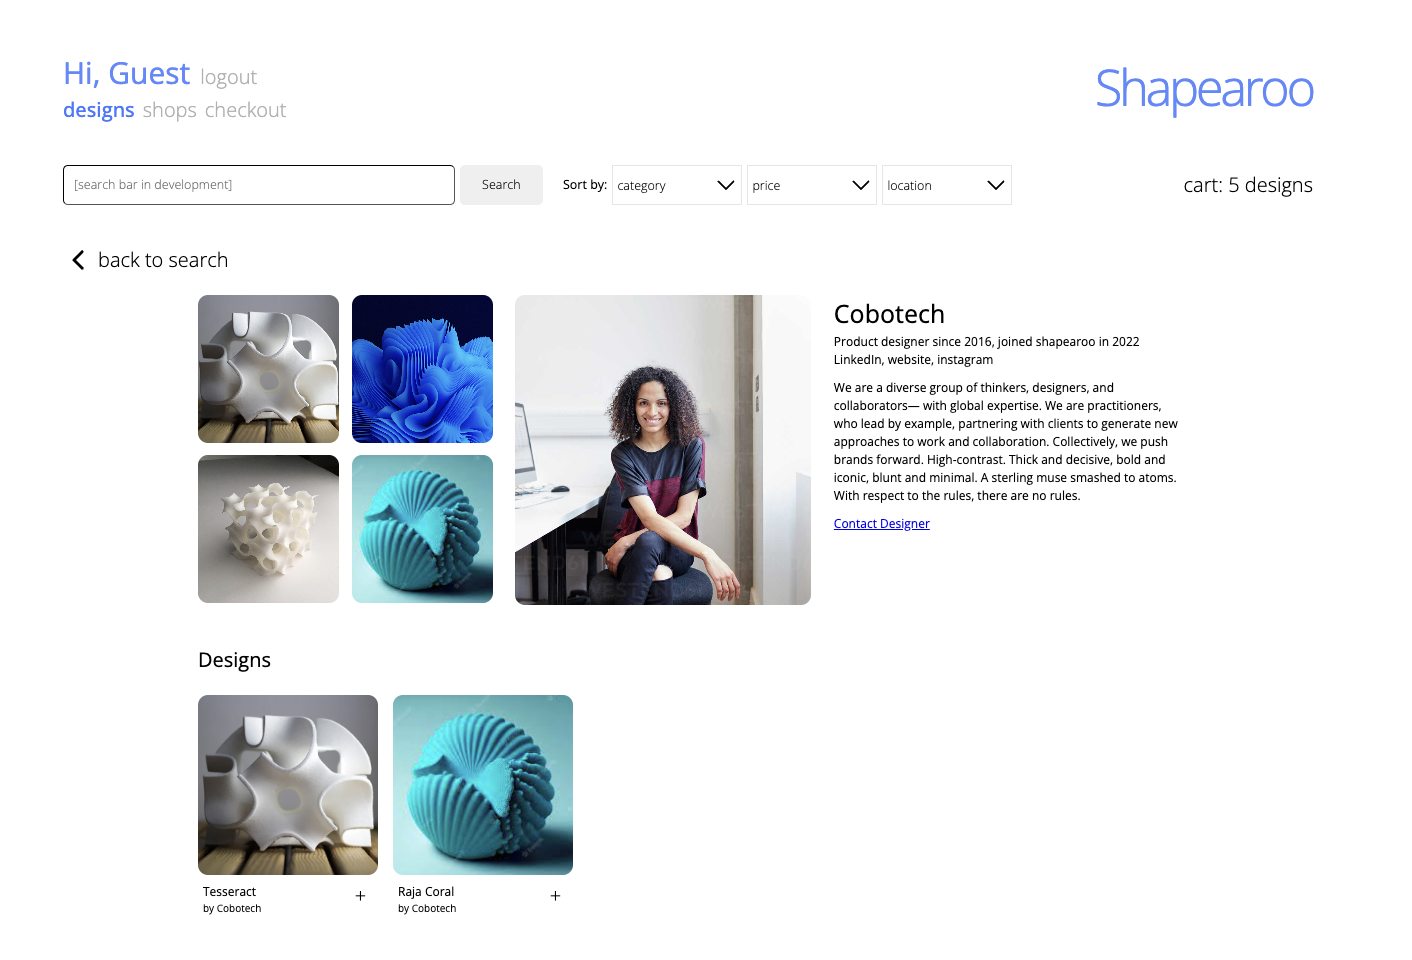 Hi, Guest logout
designs shops checkout
Shapearoo
[search bar in development]
Search
Sort by:
category
price
location
cart: 5 designs
back to search
Cobotech
Product designer since 2016, joined shapearoo in 2022
LinkedIn, website, instagram
We are a diverse group of thinkers, designers, and
collaborators— with global expertise. We are practitioners,
who lead by example, partnering with clients to generate new
approaches to work and collaboration. Collectively, we push
brands forward. High-contrast. Thick and decisive, bold and
iconic, blunt and minimal. A sterling muse smashed to atoms.
With respect to the rules, there are no rules.
Contact Designer
Designs
Tesseract
by Cobotech
+
Raja Coral
by Cobotech
+